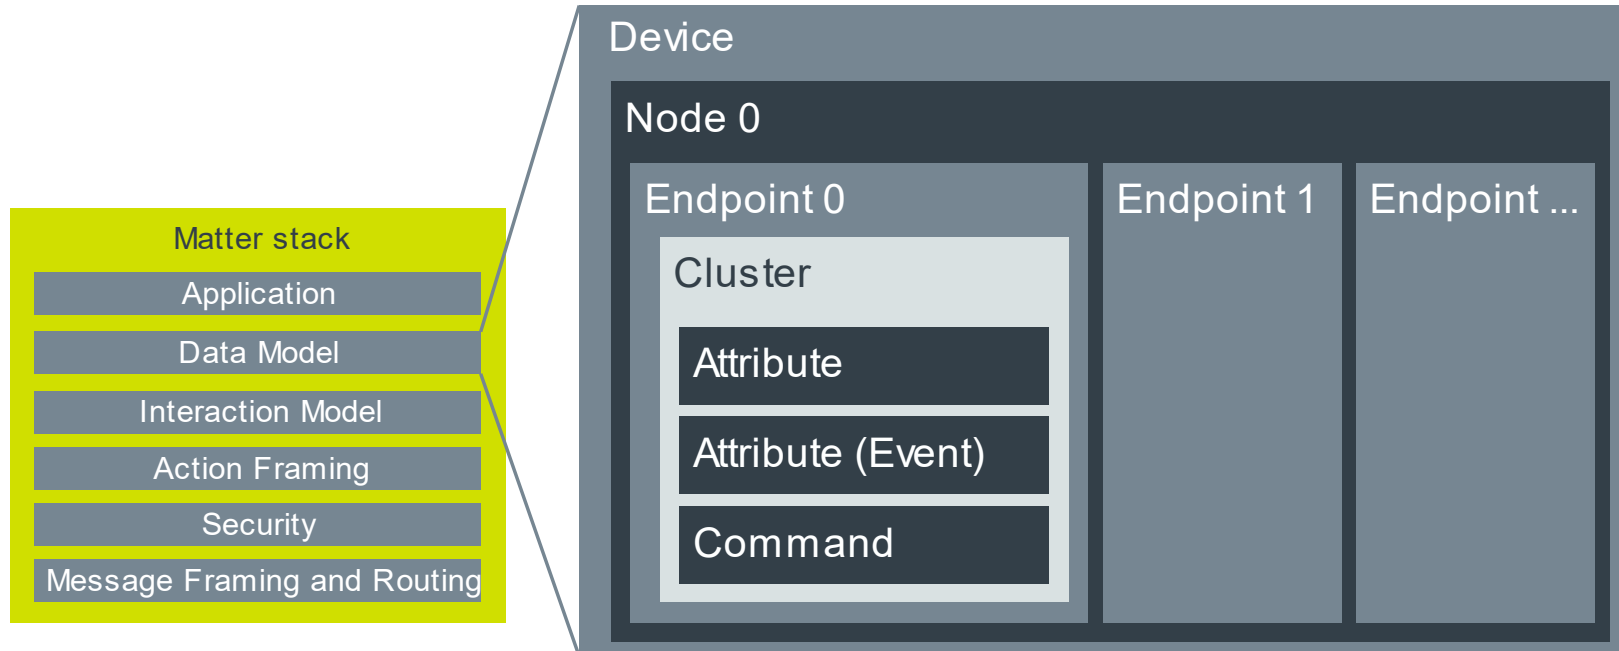 Matter stack
Application
Data Model
Interaction Model
Action Framing
Security
Message Framing and Routing
Device
Node 0
Endpoint 0
Cluster
Attribute
Attribute (Event)
Command
Endpoint 1
Endpoint ...